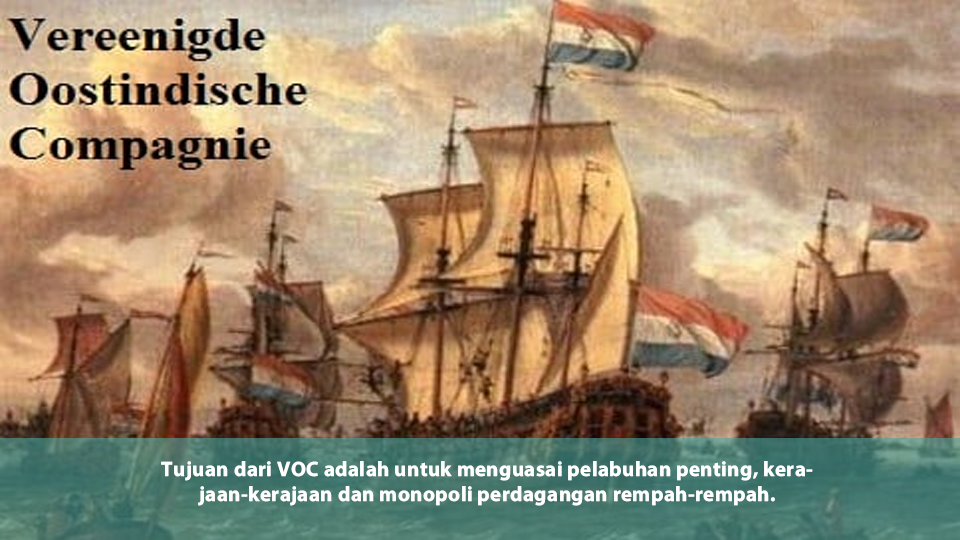 Vereenigde
Oostindische
Compagnie
Tujuan dari VOC adalah untuk menguasai pelabuhan penting, kera-
jaan-kerajaan dan monopoli perdagangan rempah-rempah.